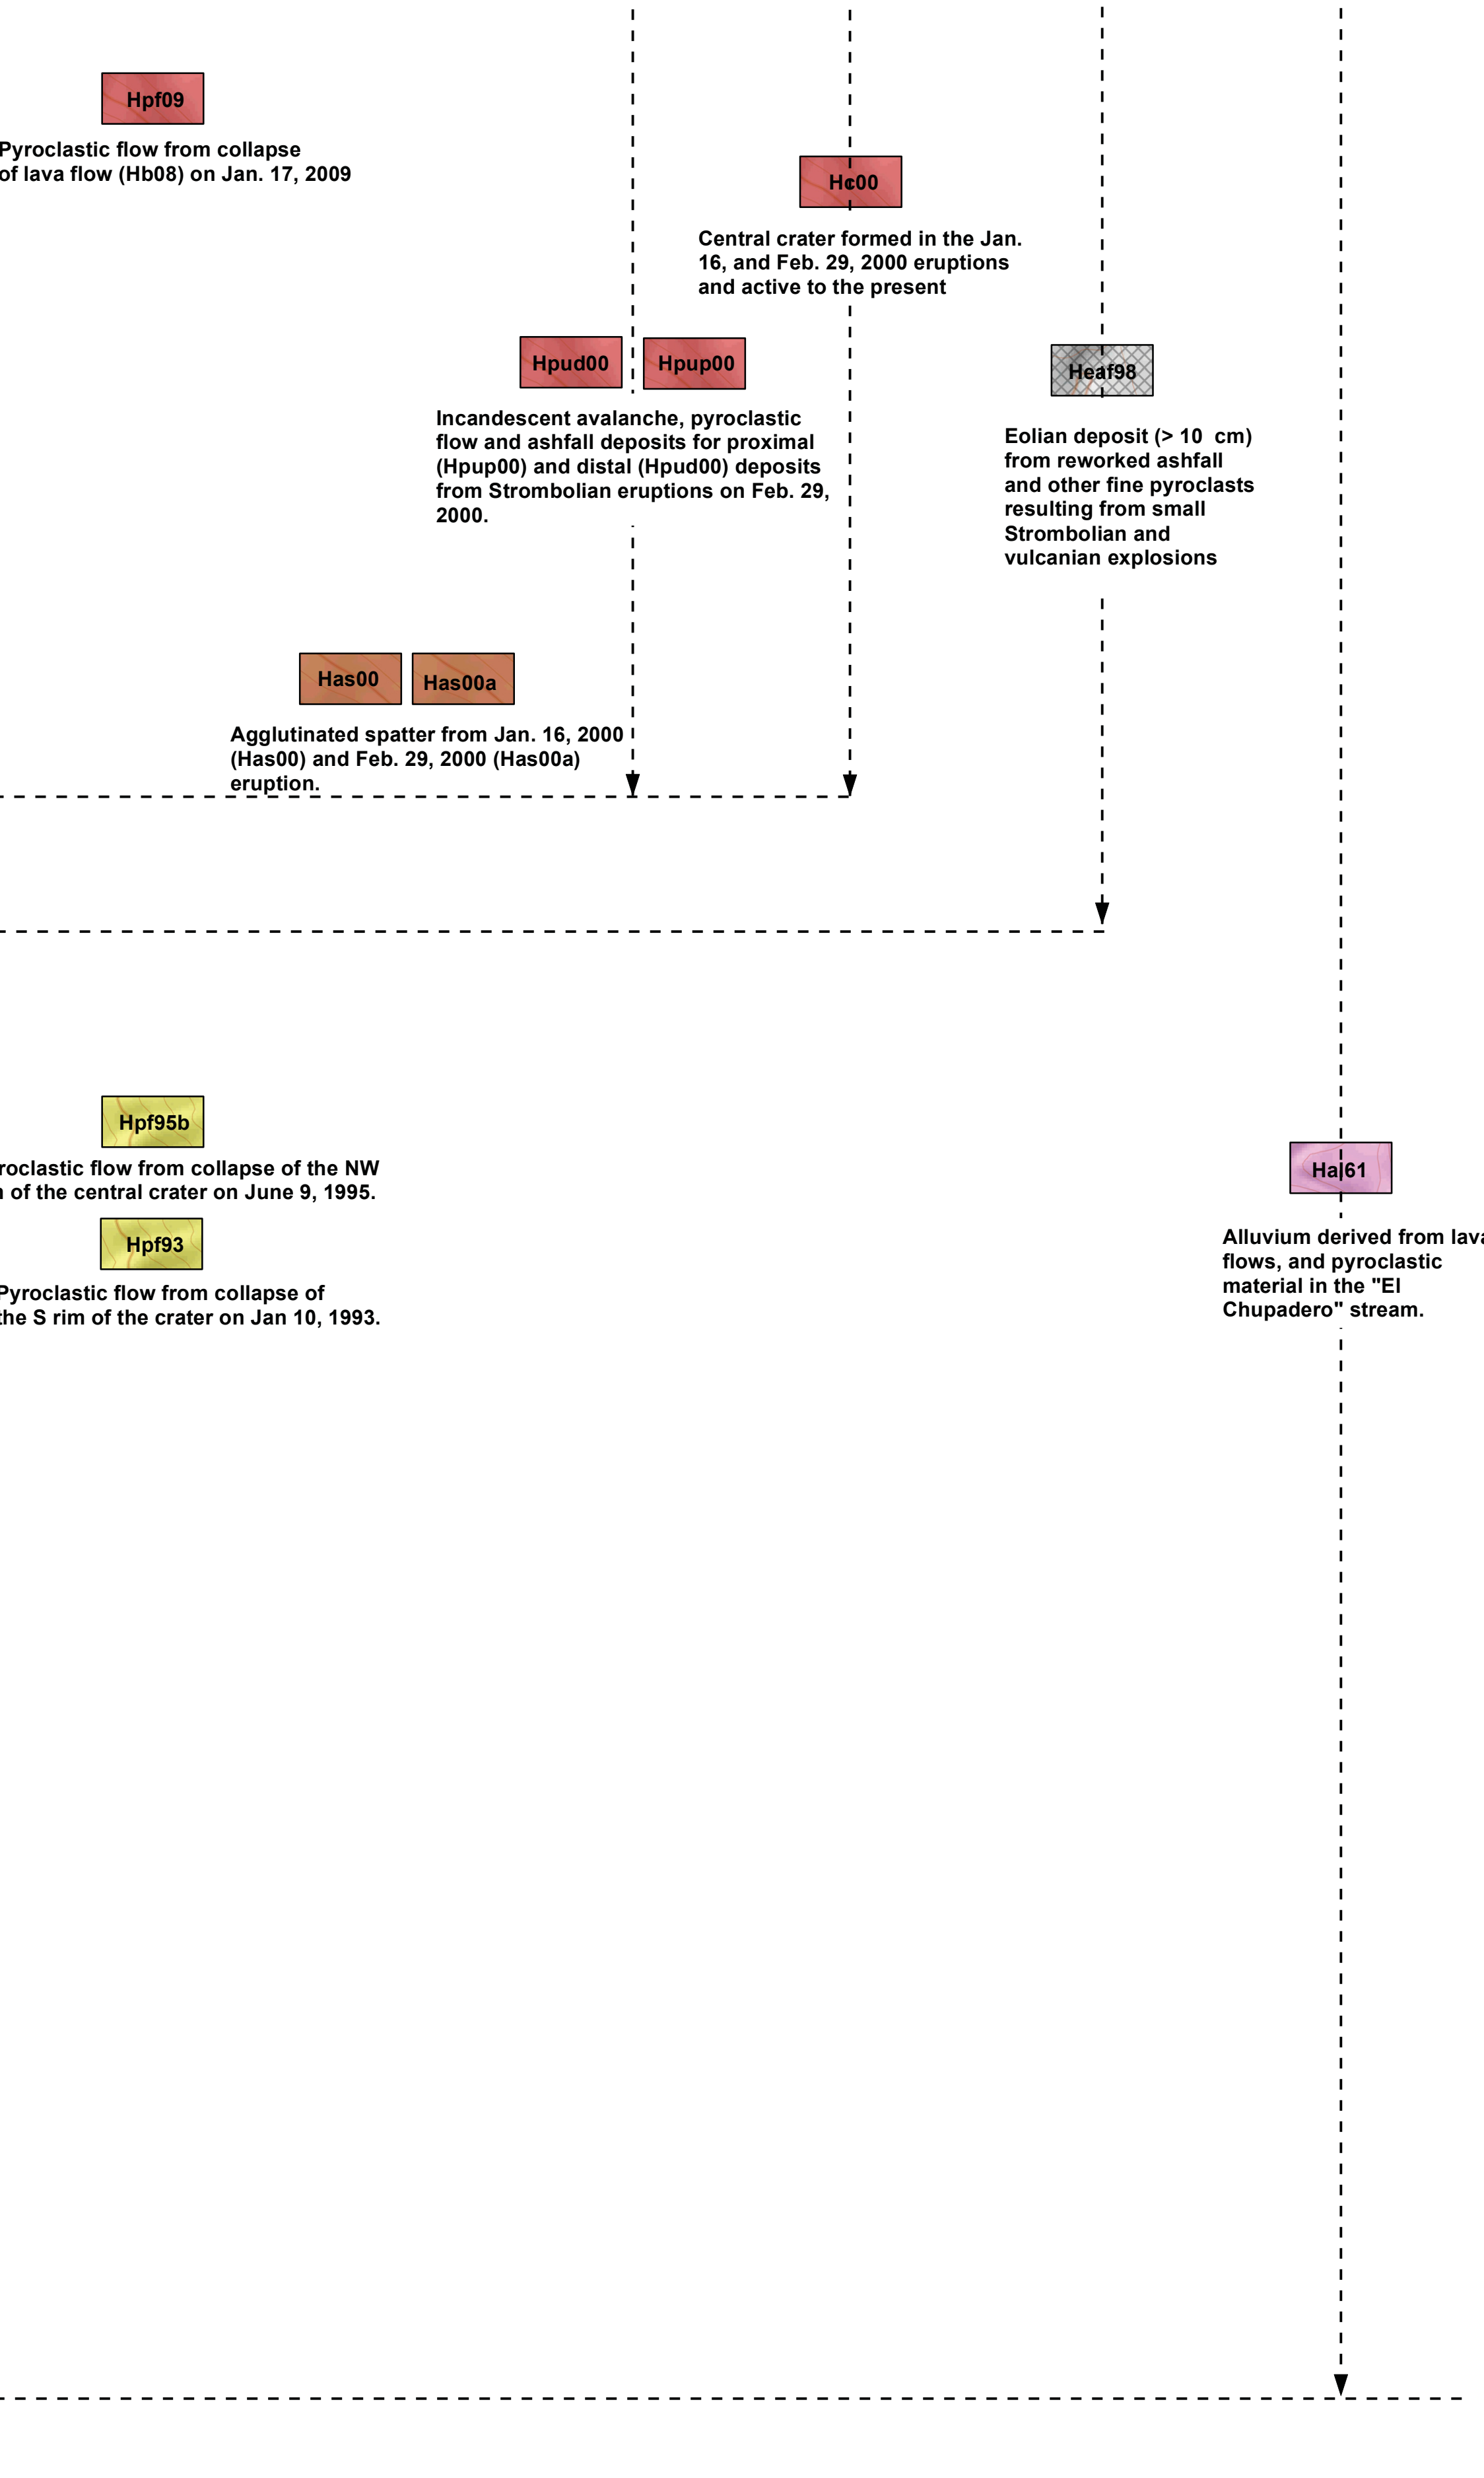 Hpf09
Pyroclastic flow from collapse
of lava flow (Hb08) on Jan. 17, 2009
Hc00
Central crater formed in the Jan.
16, and Feb. 29, 2000 eruptions
and active to the present
Hpud00
Hpup00
Incandescent avalanche, pyroclastic
flow and ashfall deposits for proximal
(Hpup00) and distal (Hpud00) deposits
from Strombolian eruptions on Feb. 29,
2000.
Heaf98
Eolian deposit (> 10 cm)
from reworked ashfall
and other fine pyroclasts
resulting from small
Strombolian and
vulcanian explosions
Has00
Has00a
Agglutinated spatter from Jan. 16, 2000
(Has00) and Feb. 29, 2000 (Has00a)
eruption.
Hpf95b
roclastic flow from collapse of the NW
of the central crater on June 9, 1995.
Hpf93
Pyroclastic flow from collapse of
the S rim of the crater on Jan 10, 1993.
Hal61
Alluvium derived from lava
flows, and pyroclastic
material in the "El
Chupadero" stream.